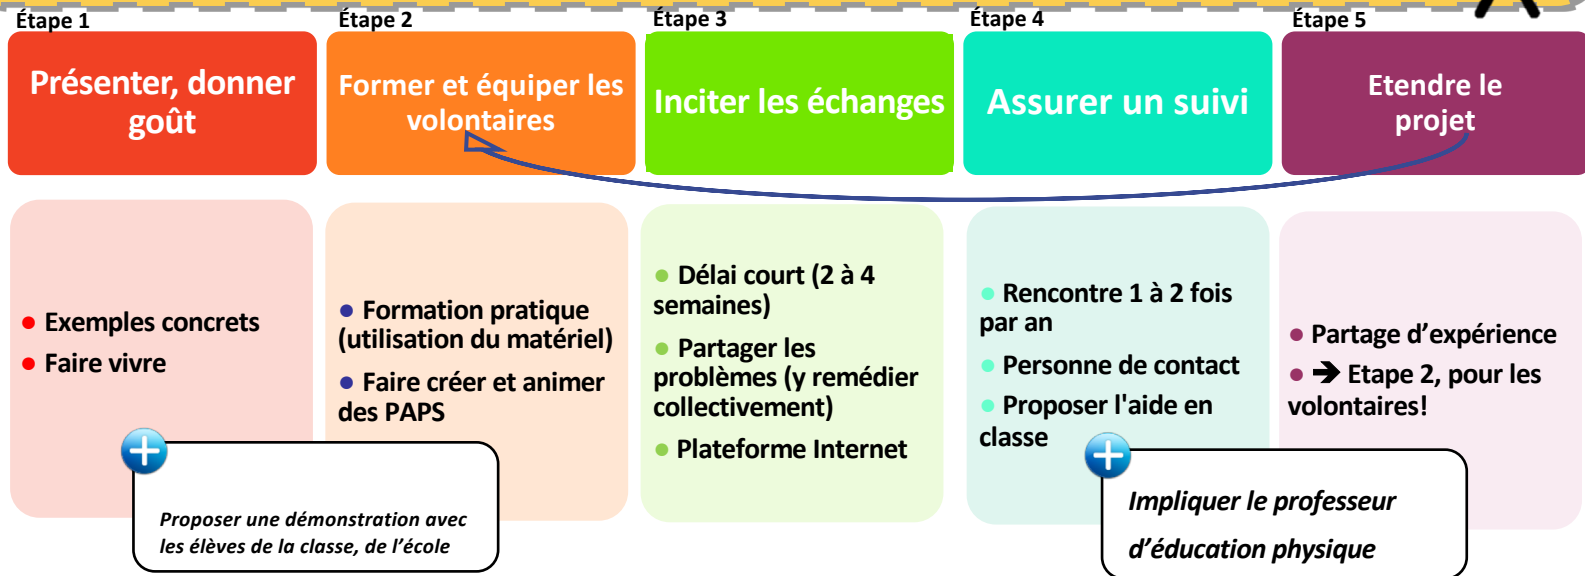 Étape 1
Présenter, donner
goût
Étape 2
Former et équiper les
volontaires
Étape 3
Inciter les échanges
Étape 4
Assurer un suivi
Étape 5
Etendre le
projet
● Exemples concrets
● Faire vivre
● Formation pratique
(utilisation du matériel)
● Faire créer et animer
des PAPS
● Délai court (2 à 4
semaines)
● Partager les
problèmes (y remédier
collectivement)
● Plateforme Internet
● Rencontre 1 à 2 fois
par an
● Personne de contact
● Proposer l'aide en
classe
● Partage d’expérience
● ➔ Etape 2, pour les
volontaires!
Proposer une démonstration avec
les élèves de la classe, de l’école
Impliquer le professeur
d’éducation physique